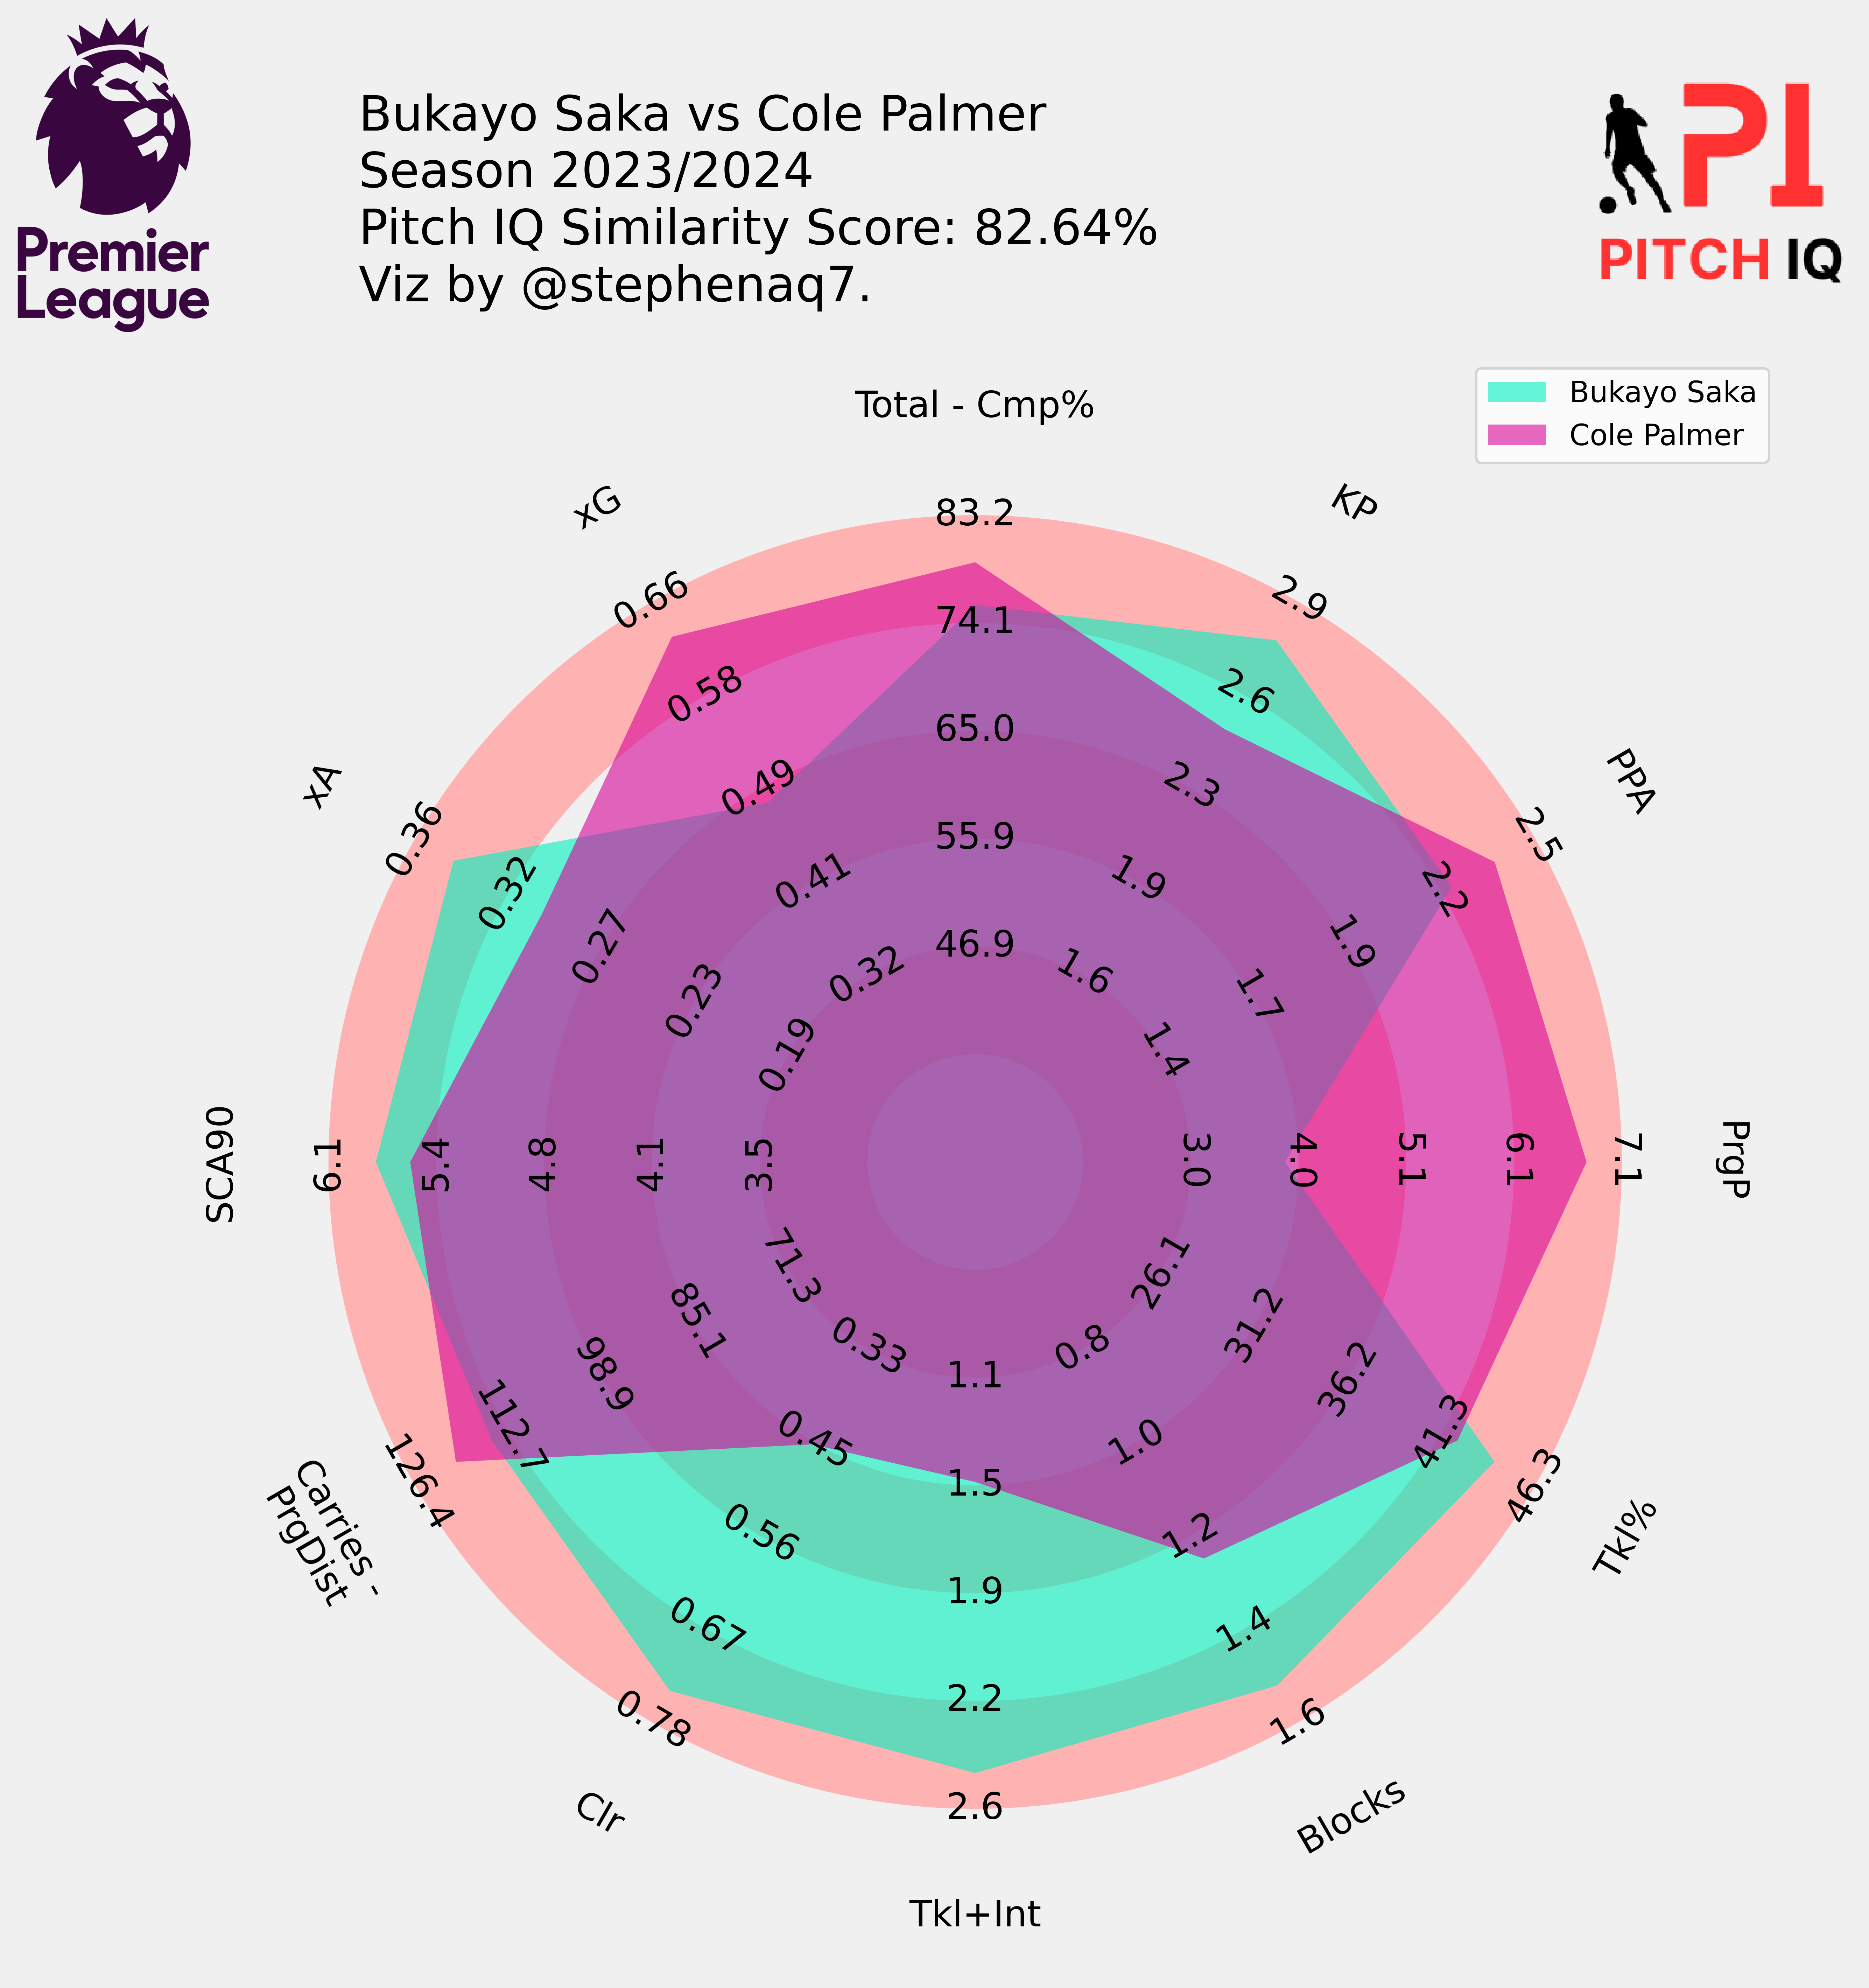 Premier
League
Bukayo Saka vs Cole Palmer
Season 2023/2024
Pitch IQ Similarity Score: 82.64%
Viz by @stephenaq7.
PI
PITCH IQ
Bukayo Saka
Cole Palmer
Total - Cmp%
83.2
74.1
65.0
55.9
46.9
KP
2.9
2.6
2.3
1.9
1.6
PPA
2.5
2.2
1.9
1.7
1.4
PrgP
7.1
6.1
5.1
4.0
3.0
Tkl%
46.3
41.3
36.2
31.2
26.1
Blocks
1.6
1.4
1.2
1.0
0.8
Tkl+Int
2.6
2.2
1.9
1.5
1.1
Clr
0.78
0.67
0.56
0.45
0.33
Carries -
PrgDist
126.4
112.7
98.9
85.1
71.3
SCA90
6.1
5.4
4.8
4.1
3.5
xA
0.36
0.32
0.27
0.23
0.19
xG
0.66
0.58
0.49
0.41
0.32